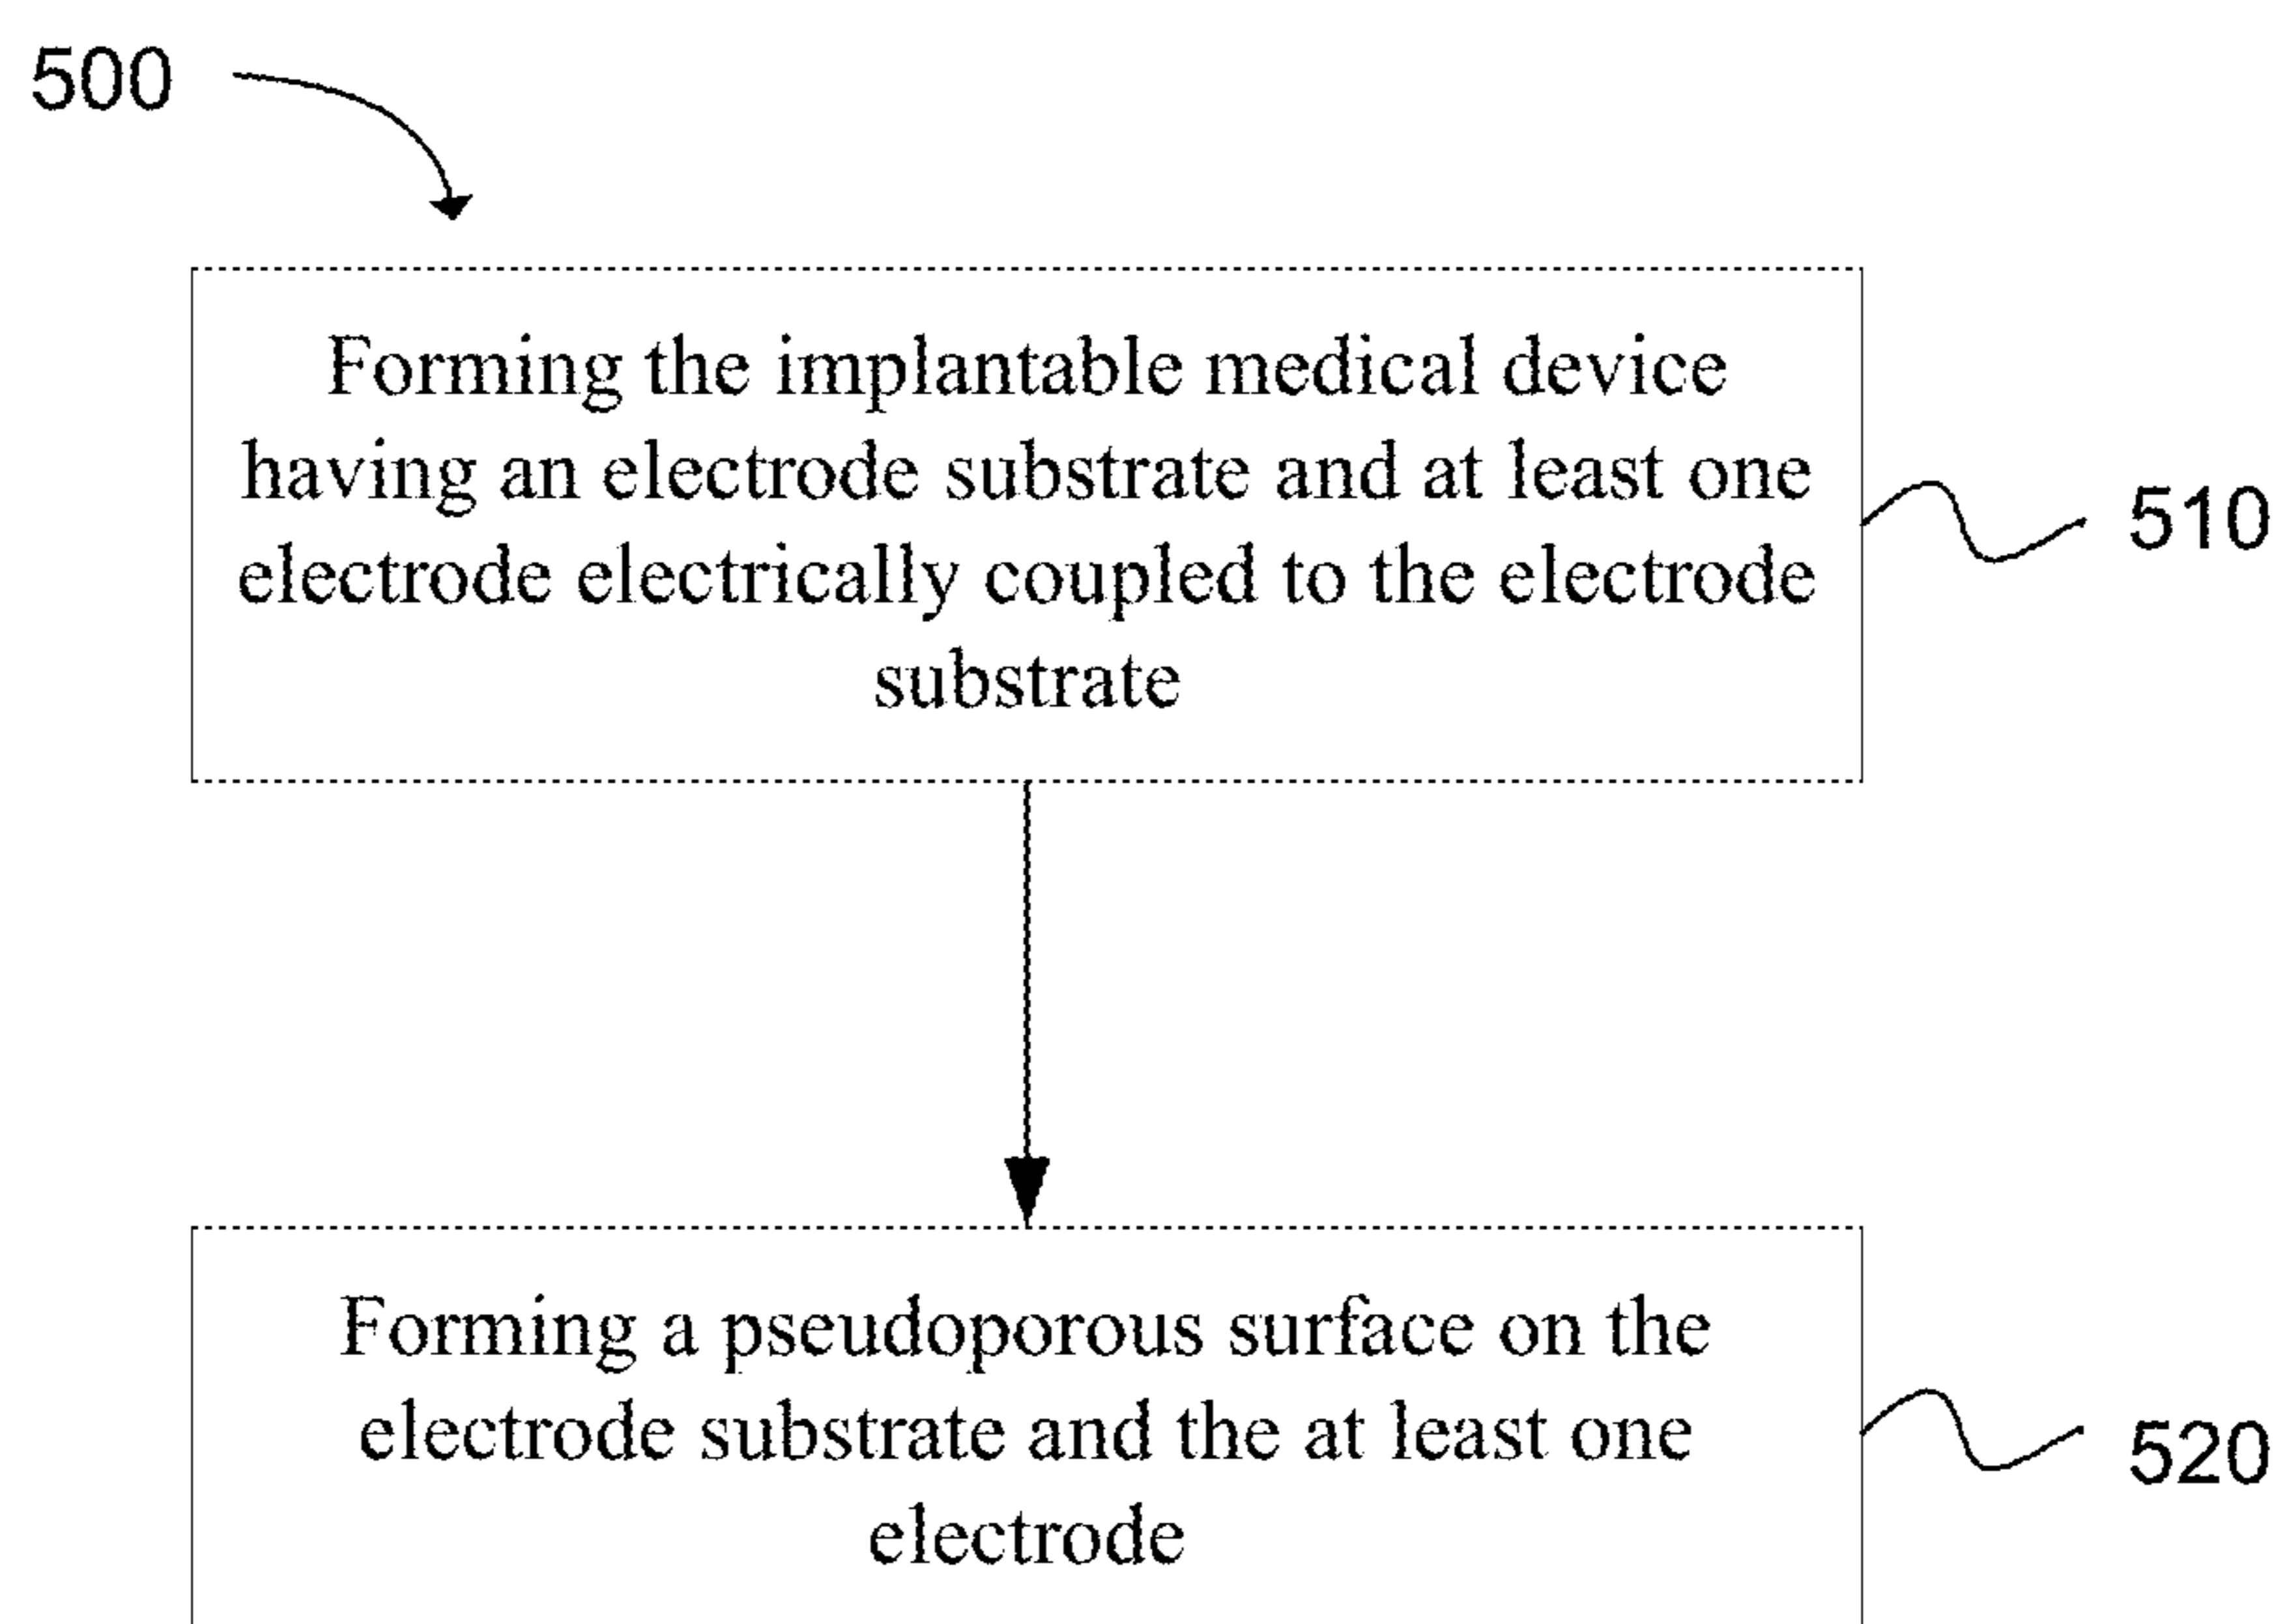 500
Forming the implantable medical device
having an electrode substrate and at least one
electrode electrically coupled to the electrode
substrate
510
Forming a pseudoporous surface on the
electrode substrate and the at least one
electrode
520